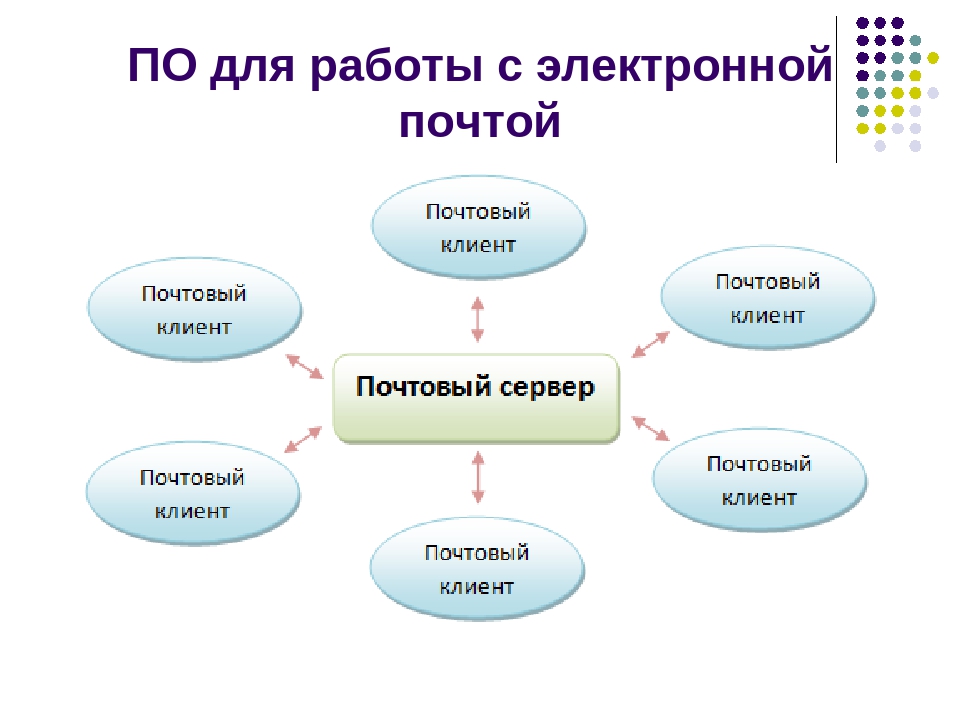 ПО для работы с электронной
почтой
Почтовый
клиент
Почтовый
клиент
Почтовый
клиент
Почтовый сервер
Почтовый
клиент
Почтовый
клиент
Почтовый
клиент